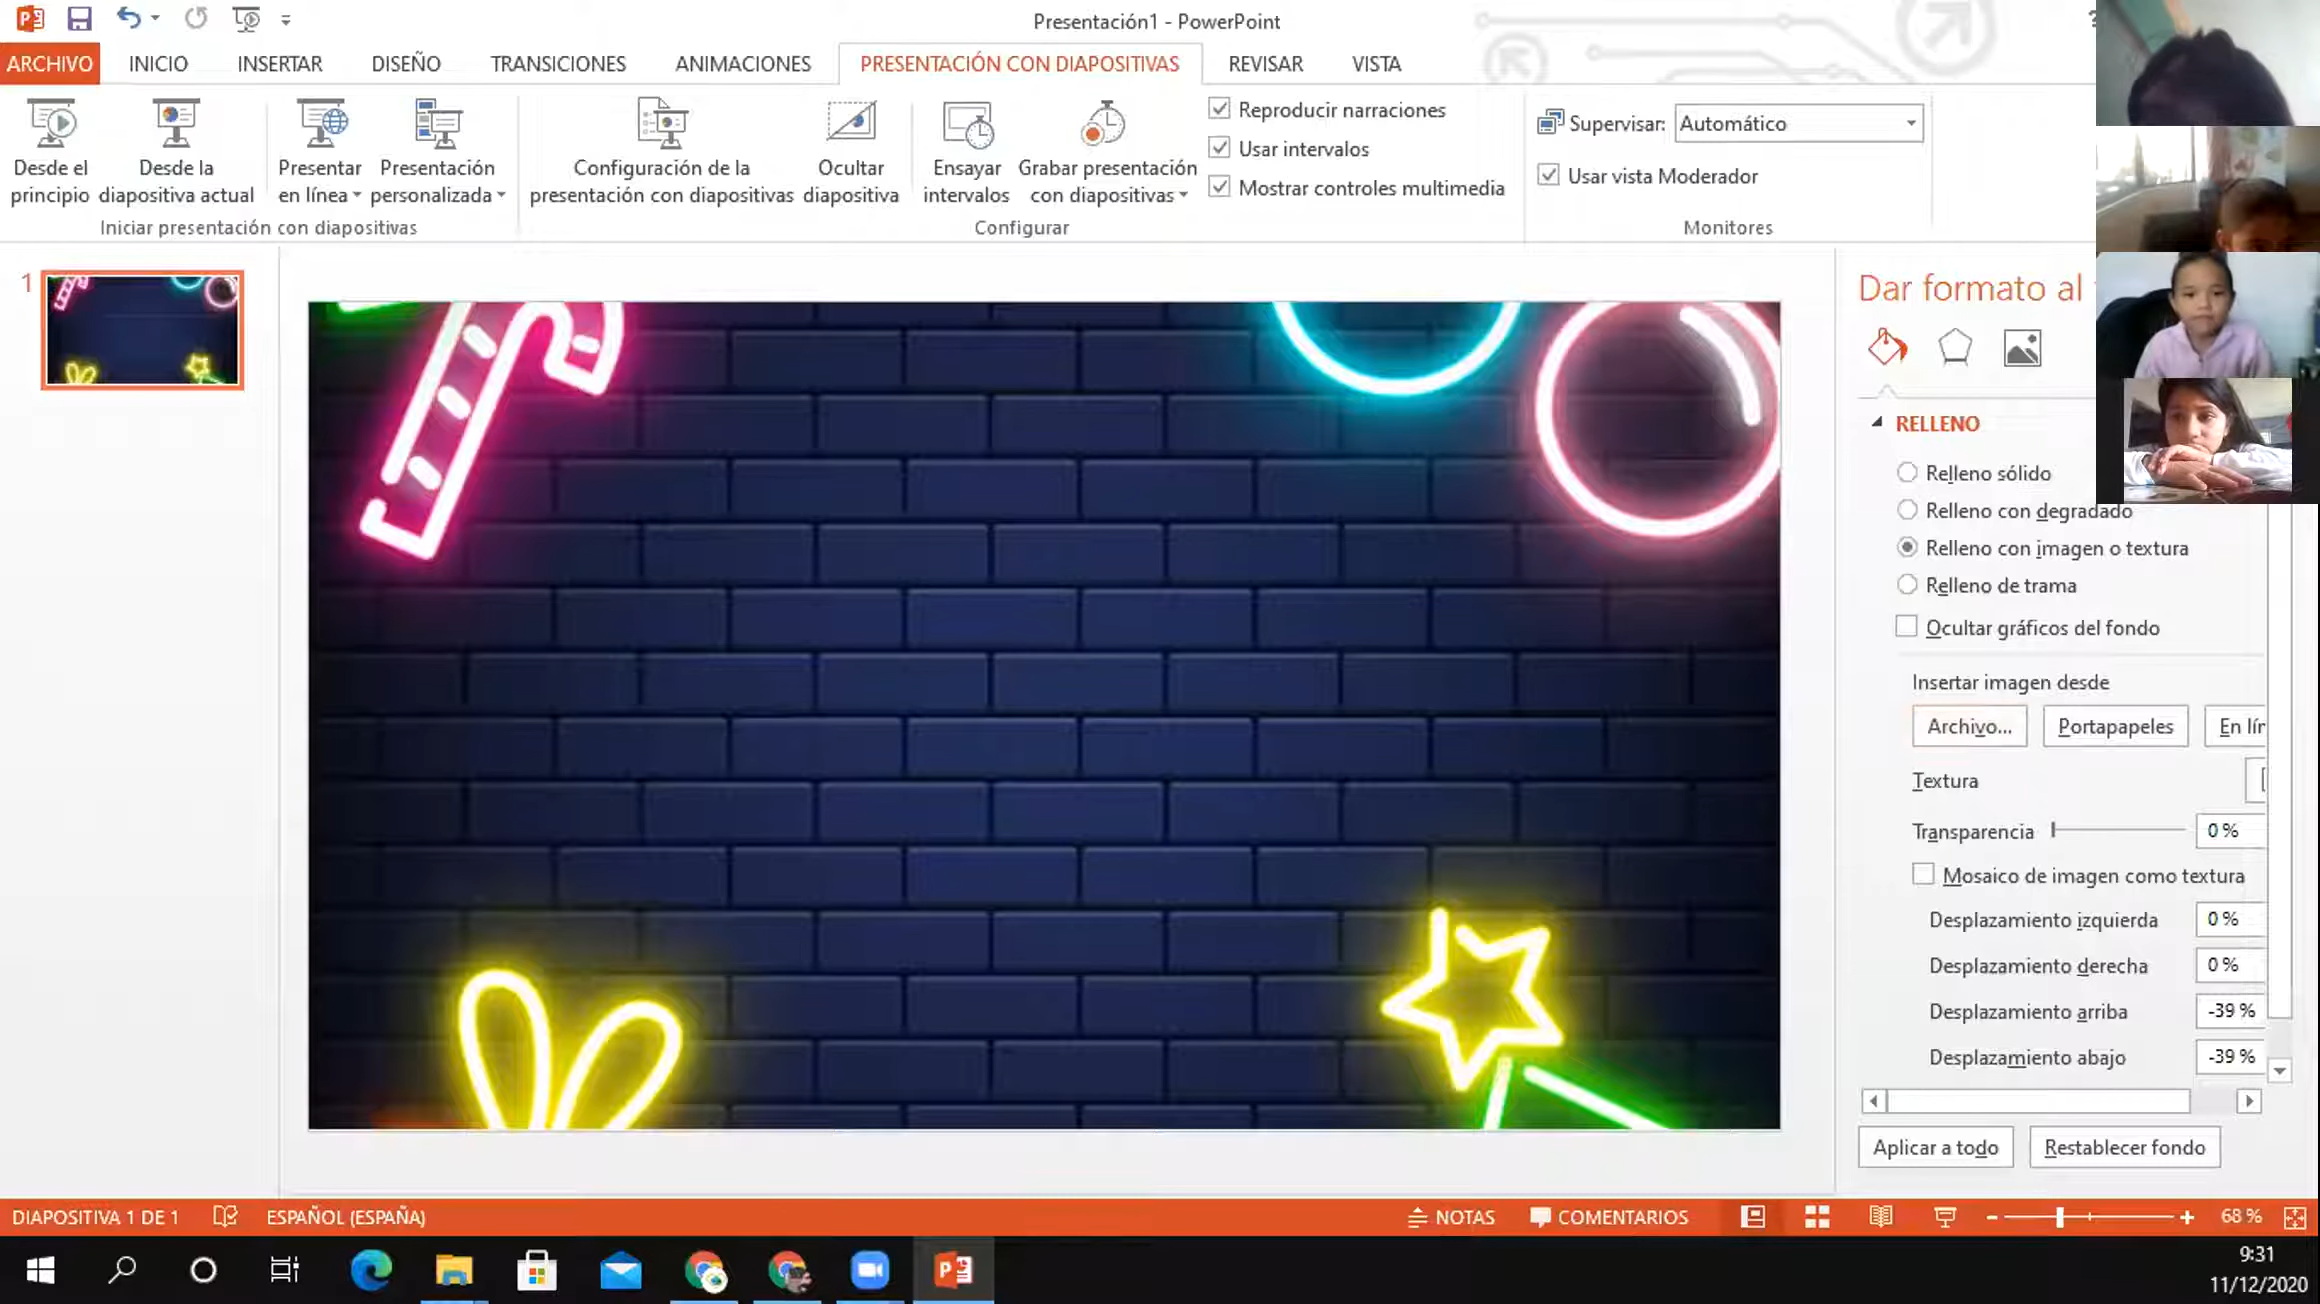 Presentación1 - PowerPoint
ARCHIVO INICIO INSERTAR DISEÑO TRANSICIONES ANIMACIONES PRESENTACIÓN CON DIAPOSITIVAS REVISAR VISTA
Desde el principio
Desde la diapositiva actual
Presentar en línea
Presentación personalizada
Iniciar presentación con diapositivas
Configuración de la presentación con diapositivas
Ocultar diapositiva
Ensayar intervalos
Grabar presentación con diapositivas
Reproducir narraciones
Usar intervalos
Mostrar controles multimedia
Configurar
Supervisar: Automático
Usar vista Moderador
Monitores
1
Dar formato al
RELLENO
Relleno sólido
Relleno con degradado
Relleno con imagen o textura
Relleno de trama
Ocultar gráficos del fondo
Insertar imagen desde
Archivo... Portapapeles En lín
Textura
Transparencia 0 %
Mosaico de imagen como textura
Desplazamiento izquierda 0 %
Desplazamiento derecha 0 %
Desplazamiento arriba -39 %
Desplazamiento abajo -39 %
Aplicar a todo Restablecer fondo
DIAPOSITIVA 1 DE 1 ESPAÑOL (ESPAÑA) NOTAS COMENTARIOS 68 %
9:31
11/12/2020